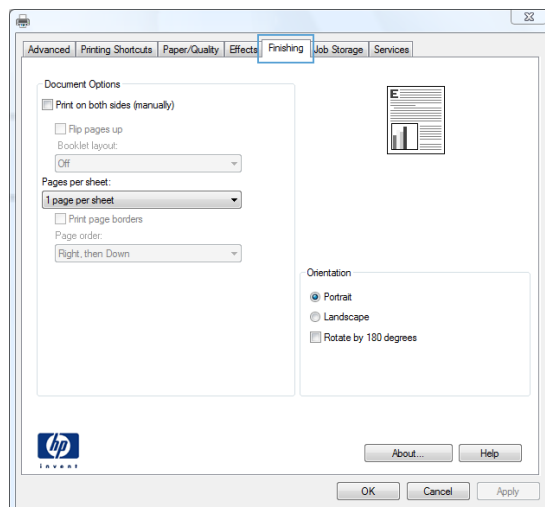 Advanced Printing Shortcuts Paper/Quality Effects Finishing Job Storage Services
Document Options
Print on both sides (manually)
Flip pages up
Booklet layout:
Off
Pages per sheet:
1 page per sheet
Print page borders
Page order:
Right, then Down
E
Orientation
Portrait
Landscape
Rotate by 180 degrees
hp
invent
About... Help
OK Cancel Apply